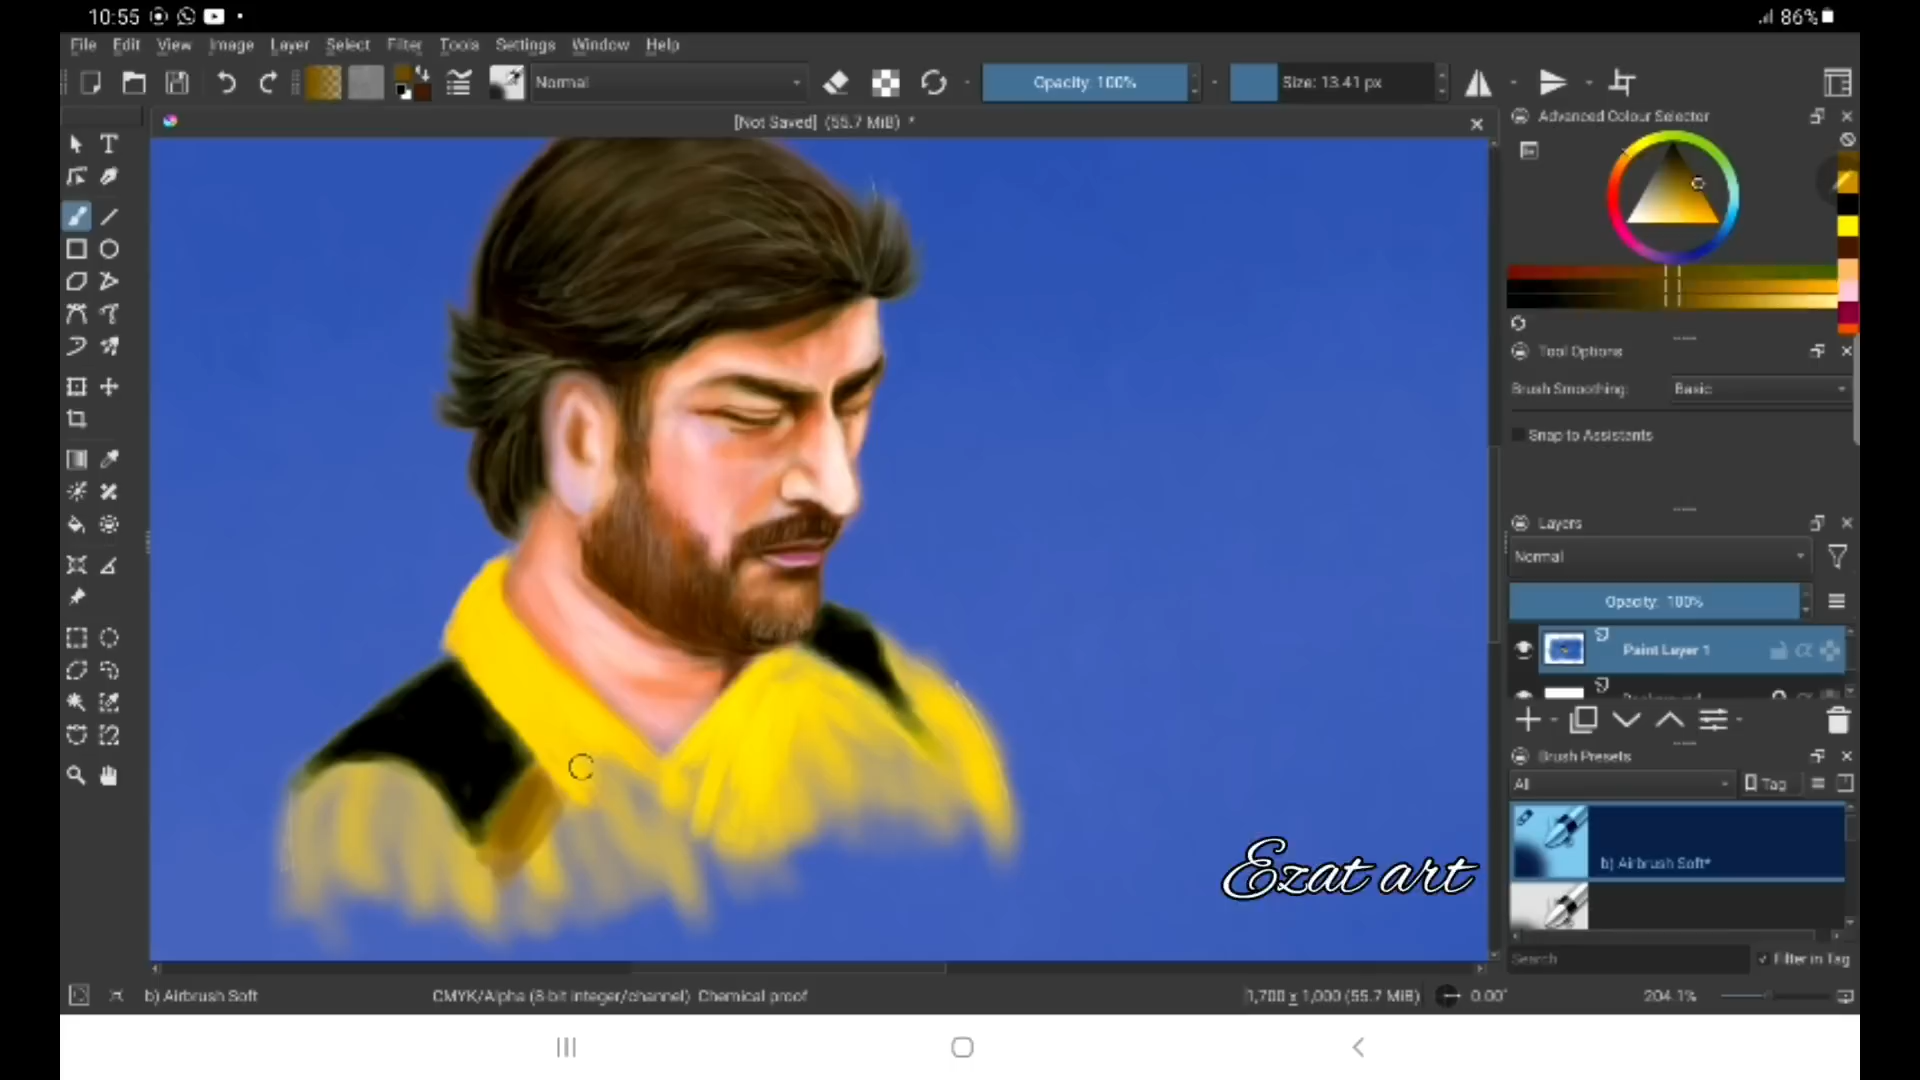 10:55
86%
File Edit View Image Layer Select Filter Tools Settings Window Help
Normal
Opacity: 100%
Size: 13.41 px
[Not Saved] (55.7 MiB) *
Advanced Colour Selector
Tool Options
Brush Smoothing: Basic
Snap to Assistants
Layers
Normal
Opacity: 100%
Paint Layer 1
Brush Presets
All
Tag
b) Airbrush Soft*
Ezat art
Search
Filter in Tag
b) Airbrush Soft
CMYK/Alpha (8-bit integer/channel) Chemical proof
1,700 x 1,000 (55.7 MiB)
0.00°
204.1%